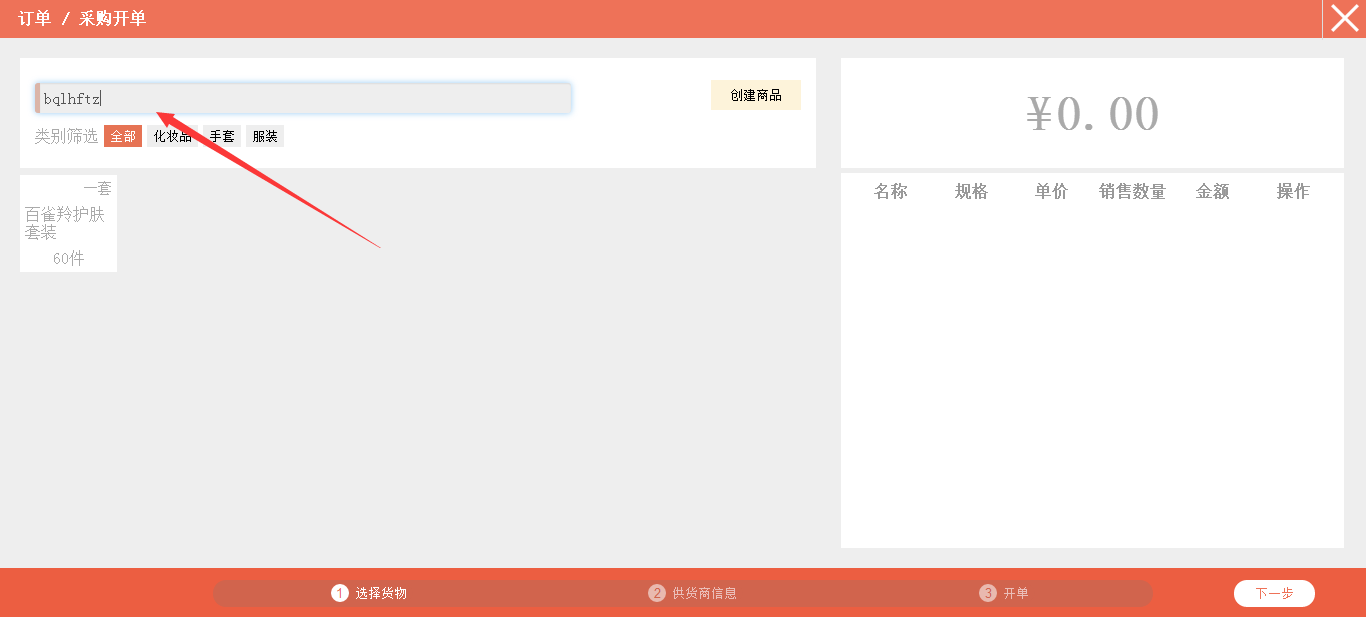 订单 / 采购开单
bqlhftz
创建商品
类别筛选 全部 化妆品 手套 服装
一套
百雀羚护肤
套装
60件
¥0.00
名称 规格 单价 销售数量 金额 操作
1 选择货物 2 供货商信息 3 开单 下一步